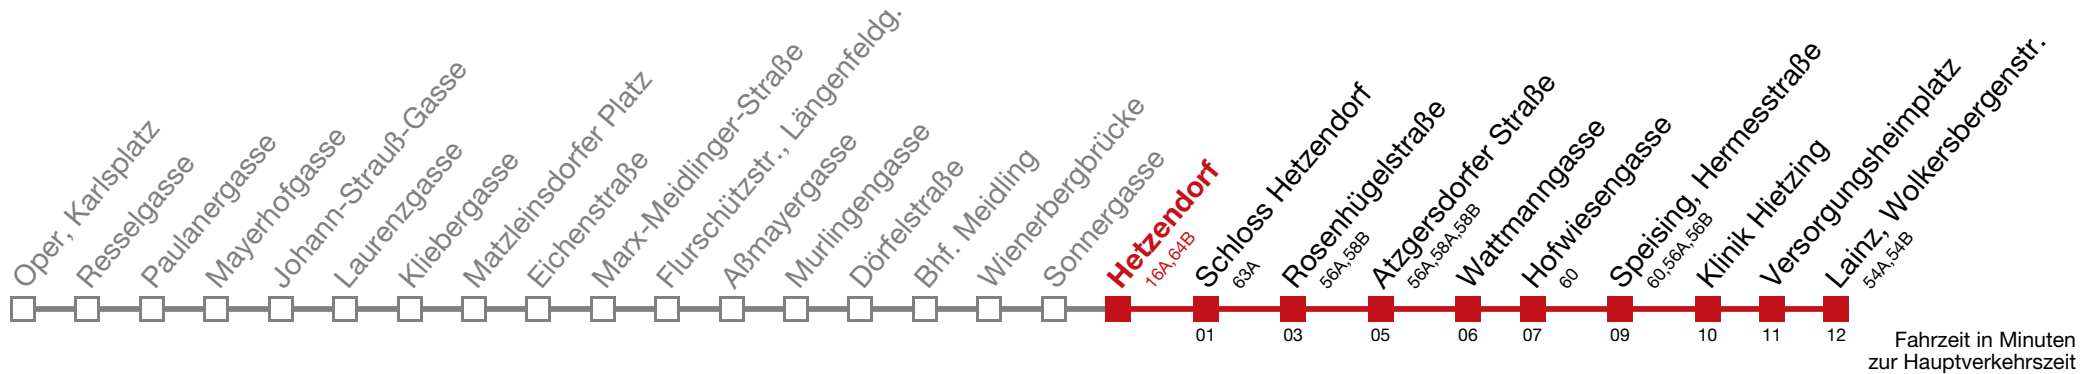 Oper, Karlsplatz
Resselgasse
Paulanergasse
Mayerhofgasse
Johann-Strauß-Gasse
Laurenzgasse
Kliebergasse
Matzleinsdorfer Platz
Eichenstraße
Marx-Meidlinger-Straße
Flurschützstr., Längenfeldg.
Aßmayergasse
Murlingengasse
Dörfelstraße
Bhf. Meidling
Wienerbergbrücke
Sonnergasse
Hetzendorf
16A,64B
Schloss Hetzendorf
63A
01
Rosenhügelstraße
56A,58B
03
Atzgersdorfer Straße
56A,58A,58B
05
Wattmanngasse
06
Hofwiesengasse
60
07
Speising, Hermesstraße
60,56A,56B
09
Klinik Hietzing
10
Versorgungsheimplatz
11
Lainz, Wolkersbergenstr.
54A,54B
12
Fahrzeit in Minuten
zur Hauptverkehrszeit